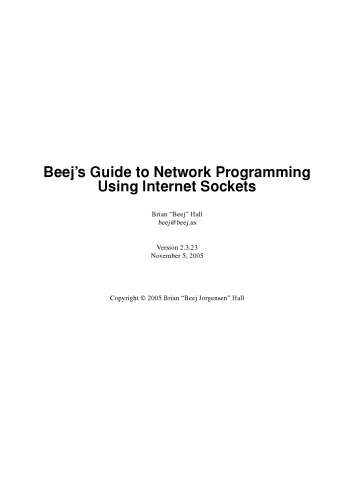 Beej's Guide to Network Programming
Using Internet Sockets
Brian "Beej" Hall
beej@beej.us
Version 2.3.23
November 5, 2005
Copyright © 2005 Brian "Beej Jorgensen" Hall